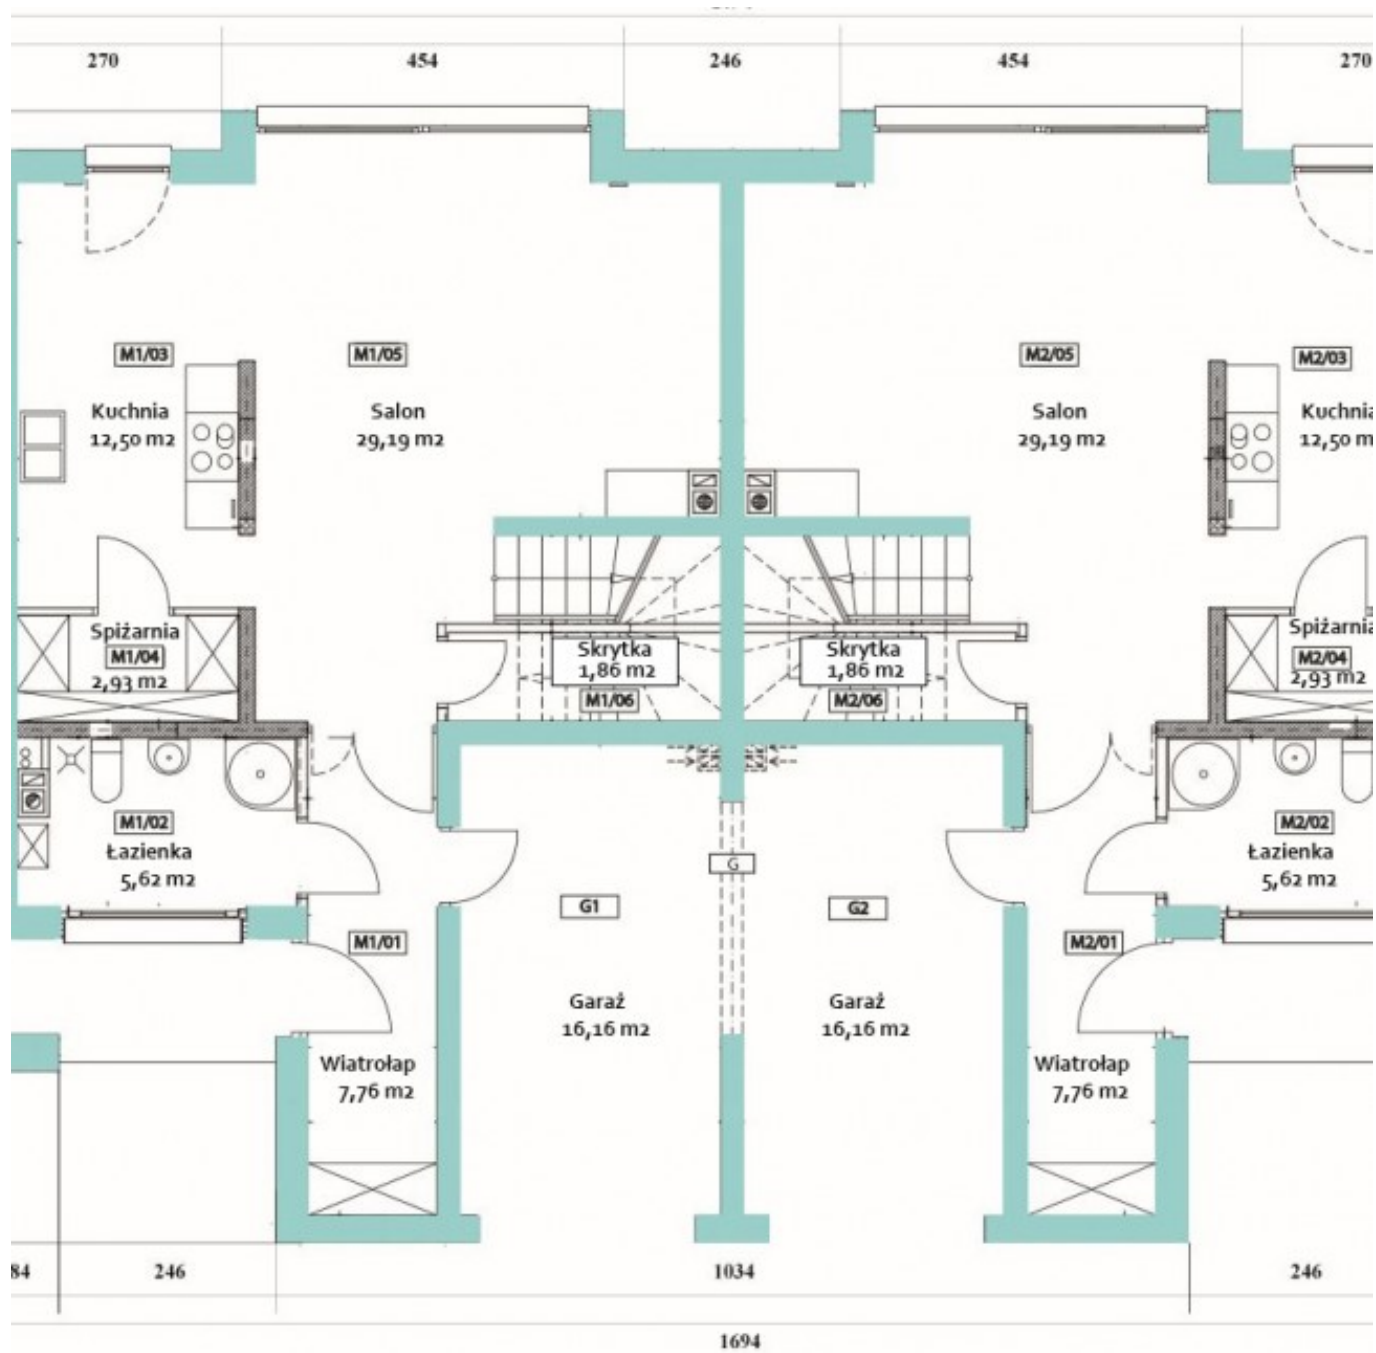 270 454 246 454 270
M1/03 M1/05 M2/05 M2/03
Kuchnia Salon Salon Kuchnia
12,50 m2 29,19 m2 29,19 m2 12,50 m
Spiżarnia Skrytka Skrytka Spiżarnia
M1/04 1,86 m2 1,86 m2 M2/04
2,93 m2 M1/06 M2/06 2,93 m2
M1/02 M2/02
Łazienka G Łazienka
5,62 m2 G1 G2 5,62 m2
M1/01 M2/01
Garaż Garaż
16,16 m2 16,16 m2
Wiatrołap Wiatrołap
7,76 m2 7,76 m2
84 246 1034 246
1694